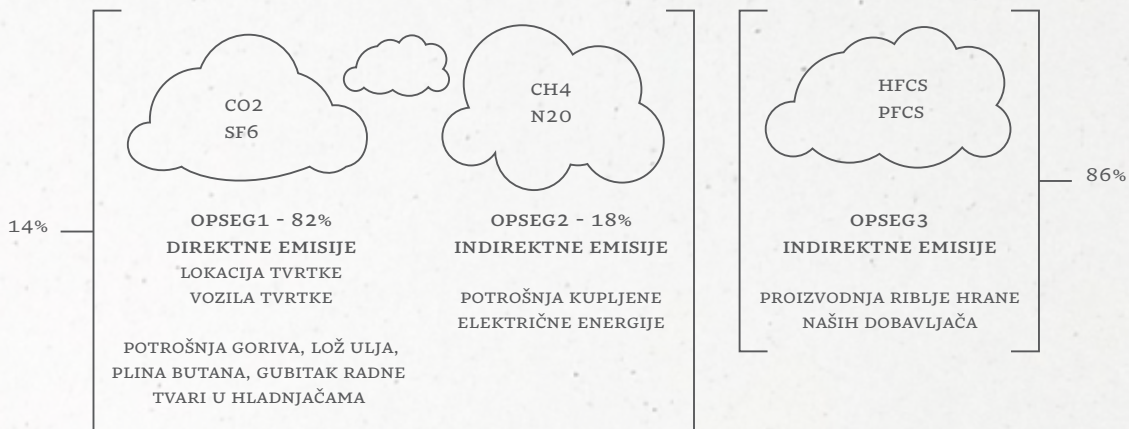 CO2
SF6
CH4
N20
HFCS
PFCS
14%
OPSEG1 - 82%
DIREKTNE EMISIJE
LOKACIJA TVRTKE
VOZILA TVRTKE
POTROŠNJA GORIVA, LOŽ ULJA,
PLINA BUTANA, GUBITAK RADNE
TVARI U HLADNJAČAMA
OPSEG2 - 18%
INDIREKTNE EMISIJE
POTROŠNJA KUPLJENE
ELEKTRIČNE ENERGIJE
OPSEG3
INDIREKTNE EMISIJE
PROIZVODNJA RIBLJE HRANE
NAŠIH DOBAVLJAČA
86%